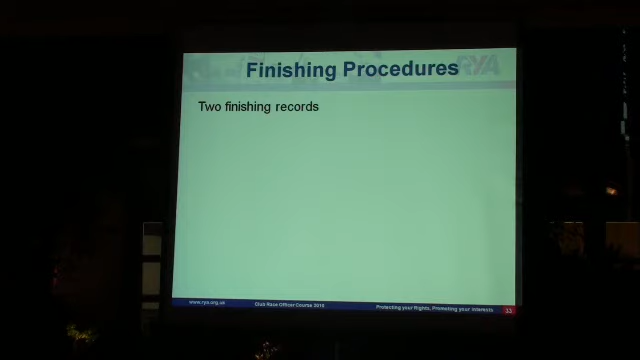 Finishing Procedures
RYA
Two finishing records
www.rya.org.uk
Club Race Officer Course 2010
Protecting your Rights, Promoting your Interests
33